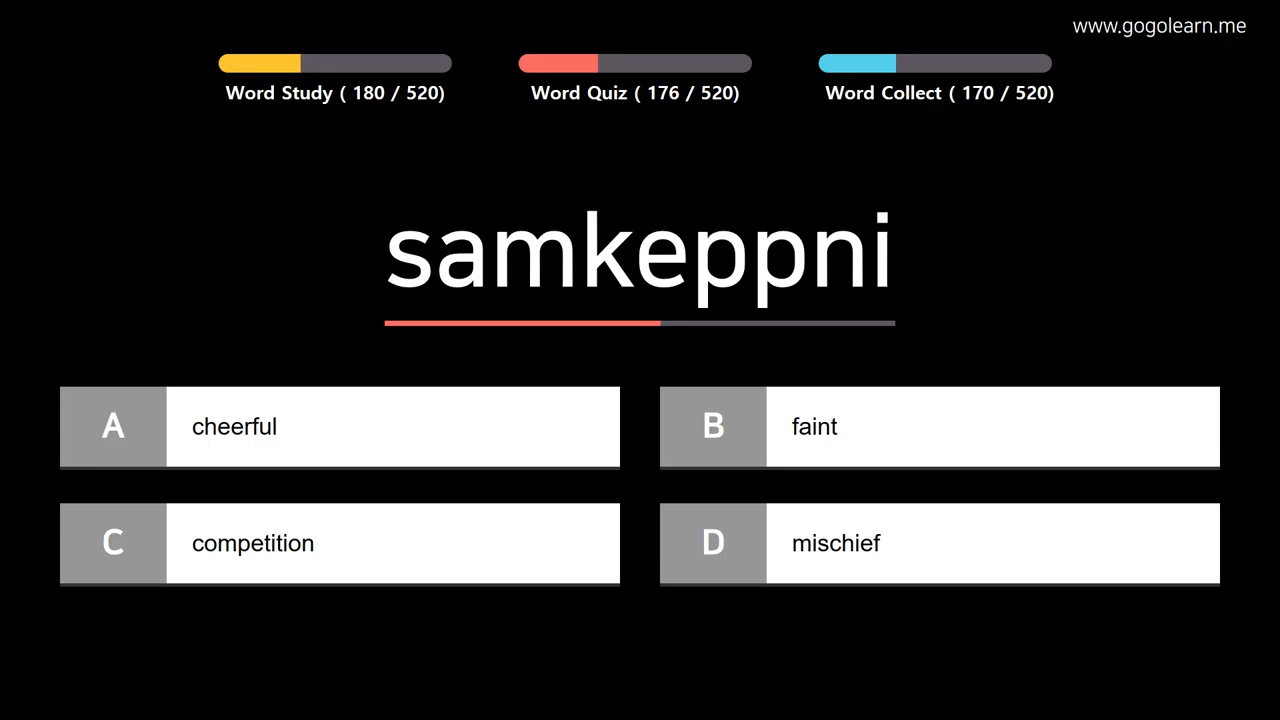 www.gogolearn.me
Word Study ( 180 / 520)
Word Quiz ( 176 / 520)
Word Collect ( 170 / 520)
samkeppni
A cheerful
B faint
C competition
D mischief